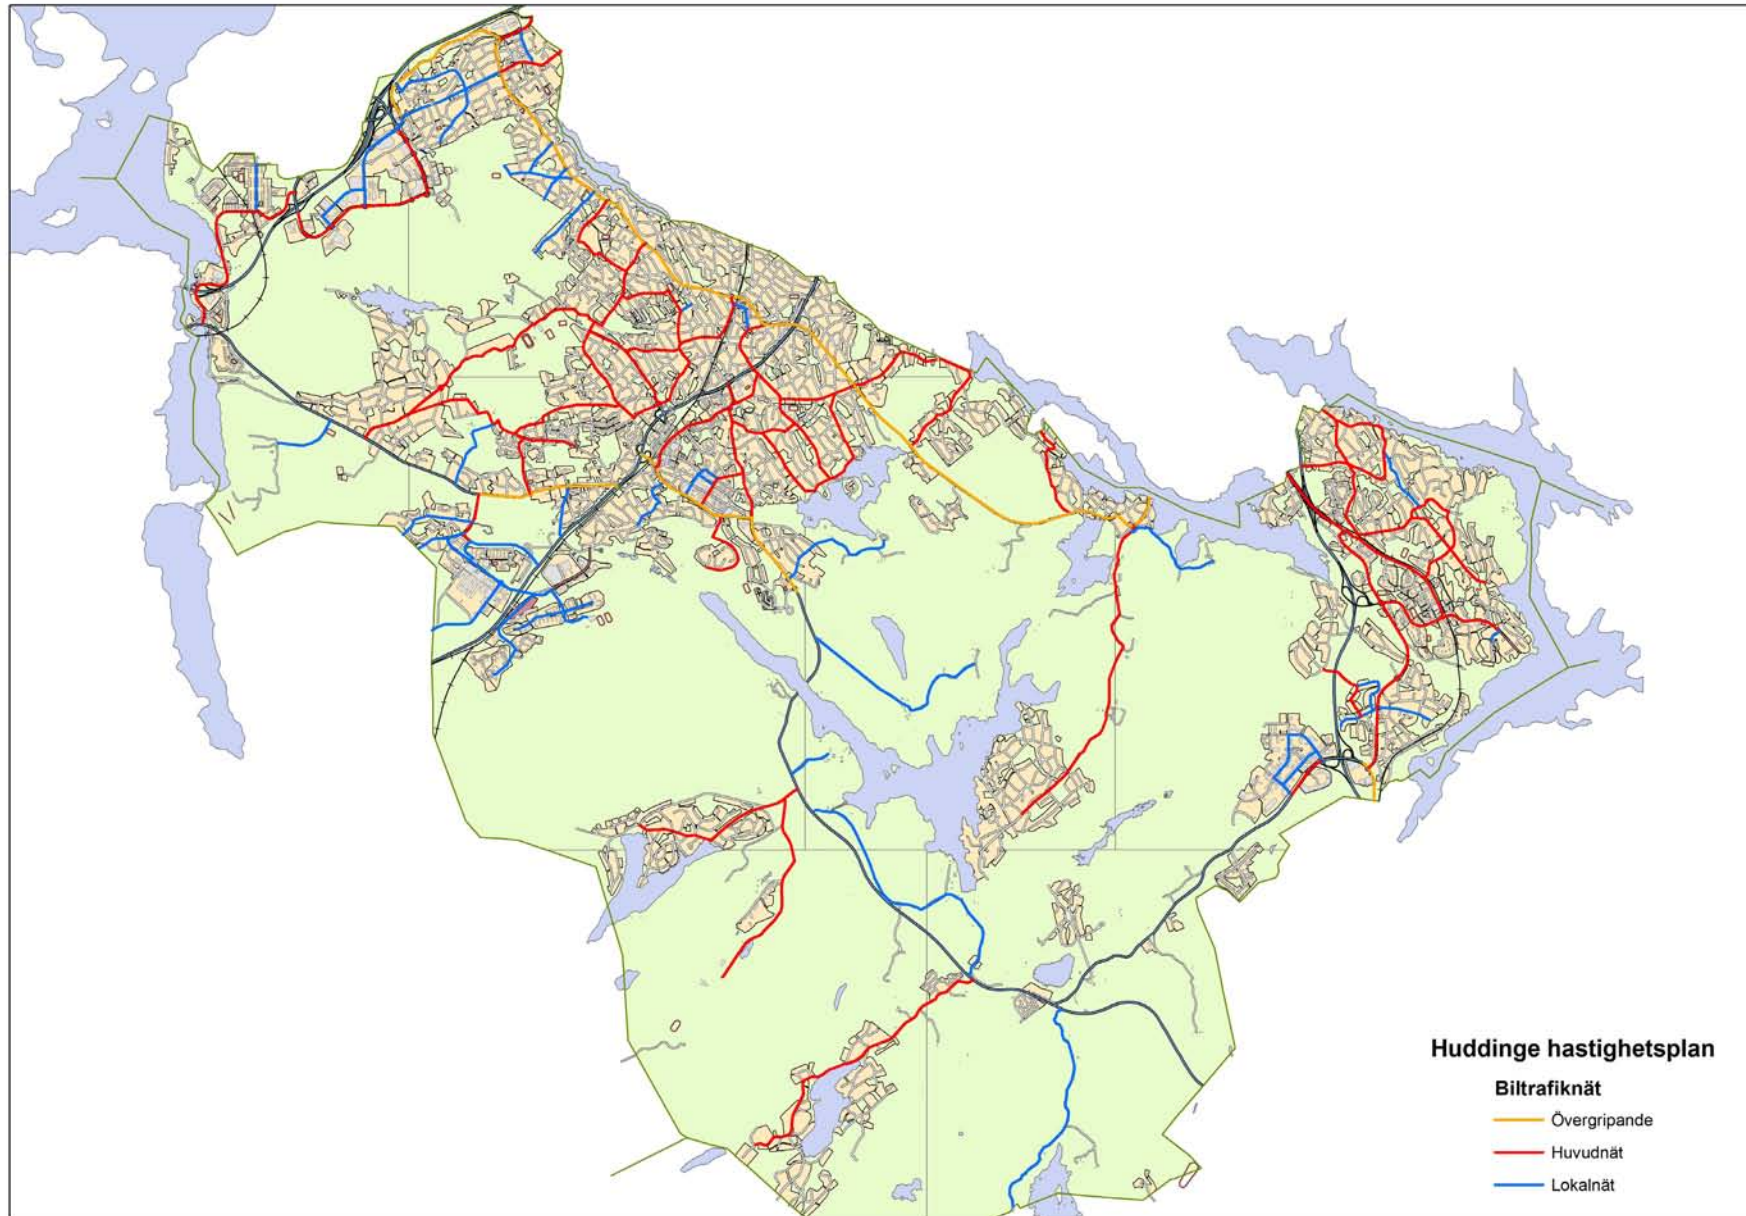 Huddinge hastighetsplan
Biltrafiknät
Övergripande
Huvudnät
Lokalnät